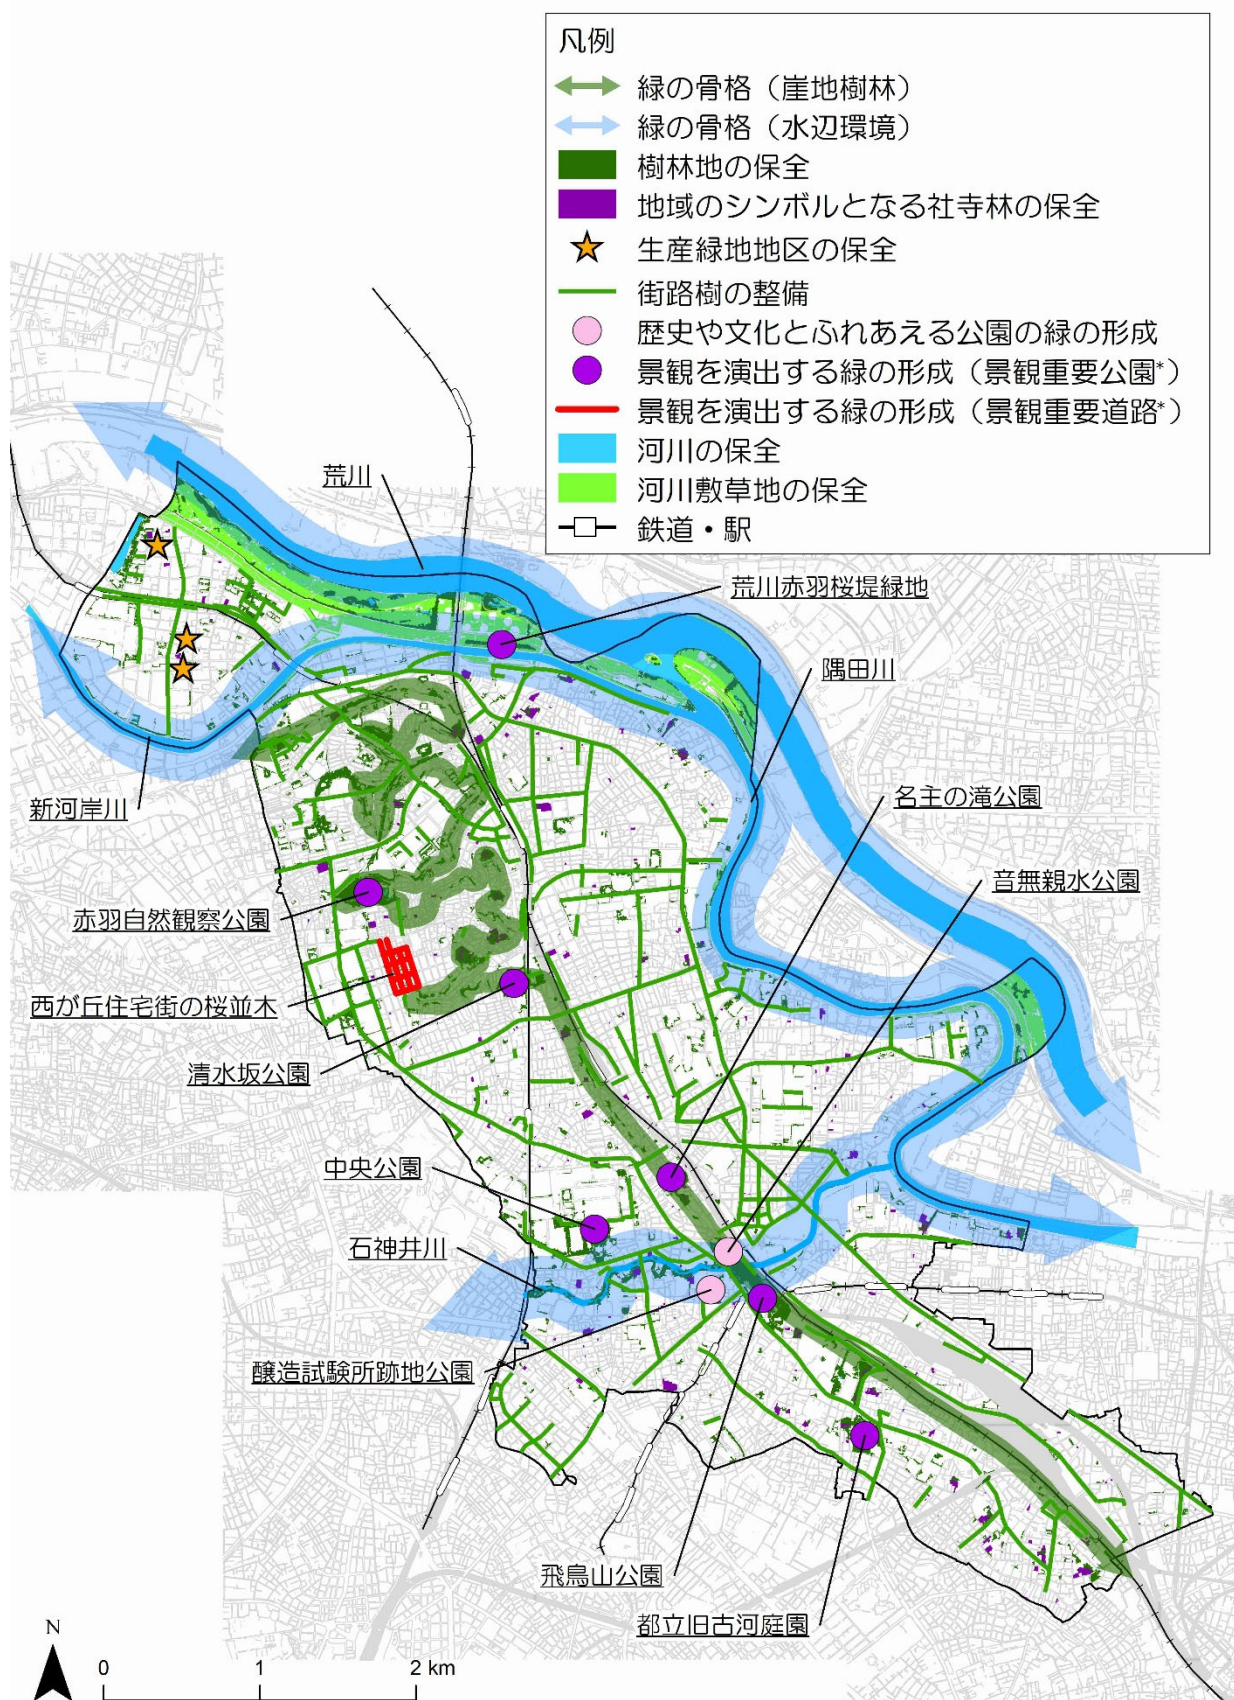 凡例
緑の骨格（崖地樹林）
緑の骨格（水辺環境）
樹林地の保全
地域のシンボルとなる社寺林の保全
生産緑地地区の保全
街路樹の整備
歴史や文化とふれあえる公園の緑の形成
景観を演出する緑の形成（景観重要公園*）
景観を演出する緑の形成（景観重要道路*）
河川の保全
河川敷草地の保全
鉄道・駅
荒川
荒川赤羽桜堤緑地
隅田川
名主の滝公園
新河岸川
音無親水公園
赤羽自然観察公園
西が丘住宅街の桜並木
清水坂公園
中央公園
石神井川
醸造試験所跡地公園
飛鳥山公園
都立旧古河庭園
N
0 1 2 km